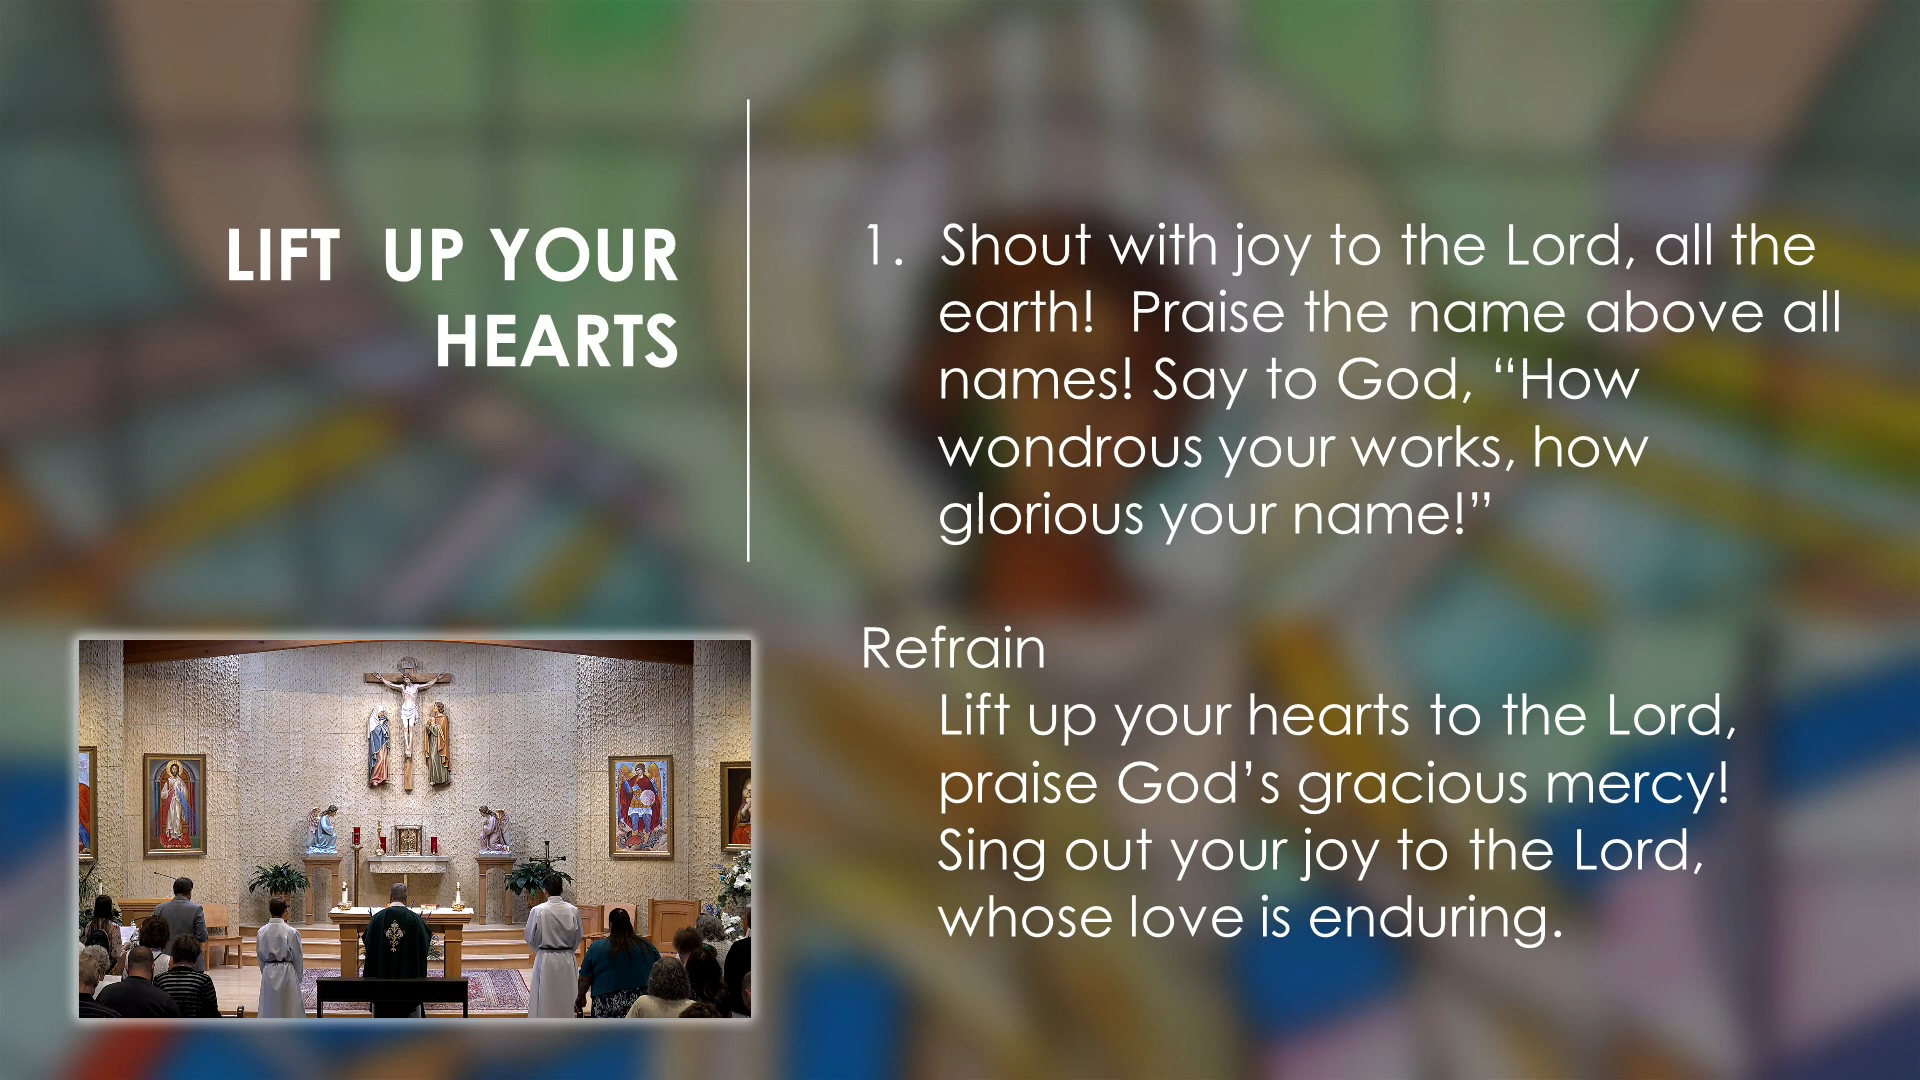 LIFT  UP YOUR
HEARTS
1. Shout with joy to the Lord, all the
earth!  Praise the name above all
names! Say to God, “How
wondrous your works, how
glorious your name!”
Refrain
Lift up your hearts to the Lord,
praise God’s gracious mercy!
Sing out your joy to the Lord,
whose love is enduring.